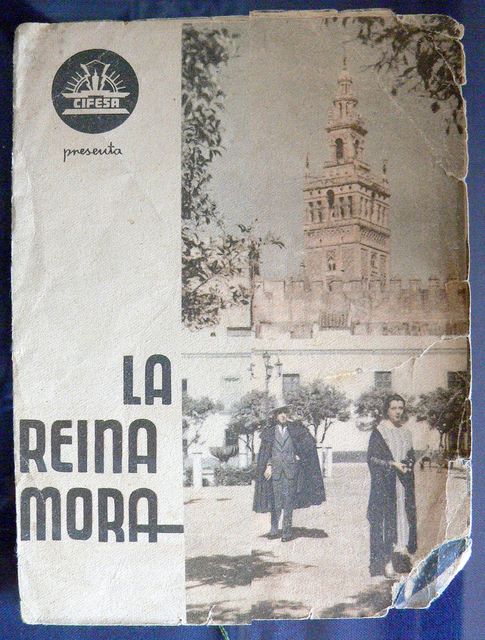 CIFESA
presenta
LA
REINA
MORA